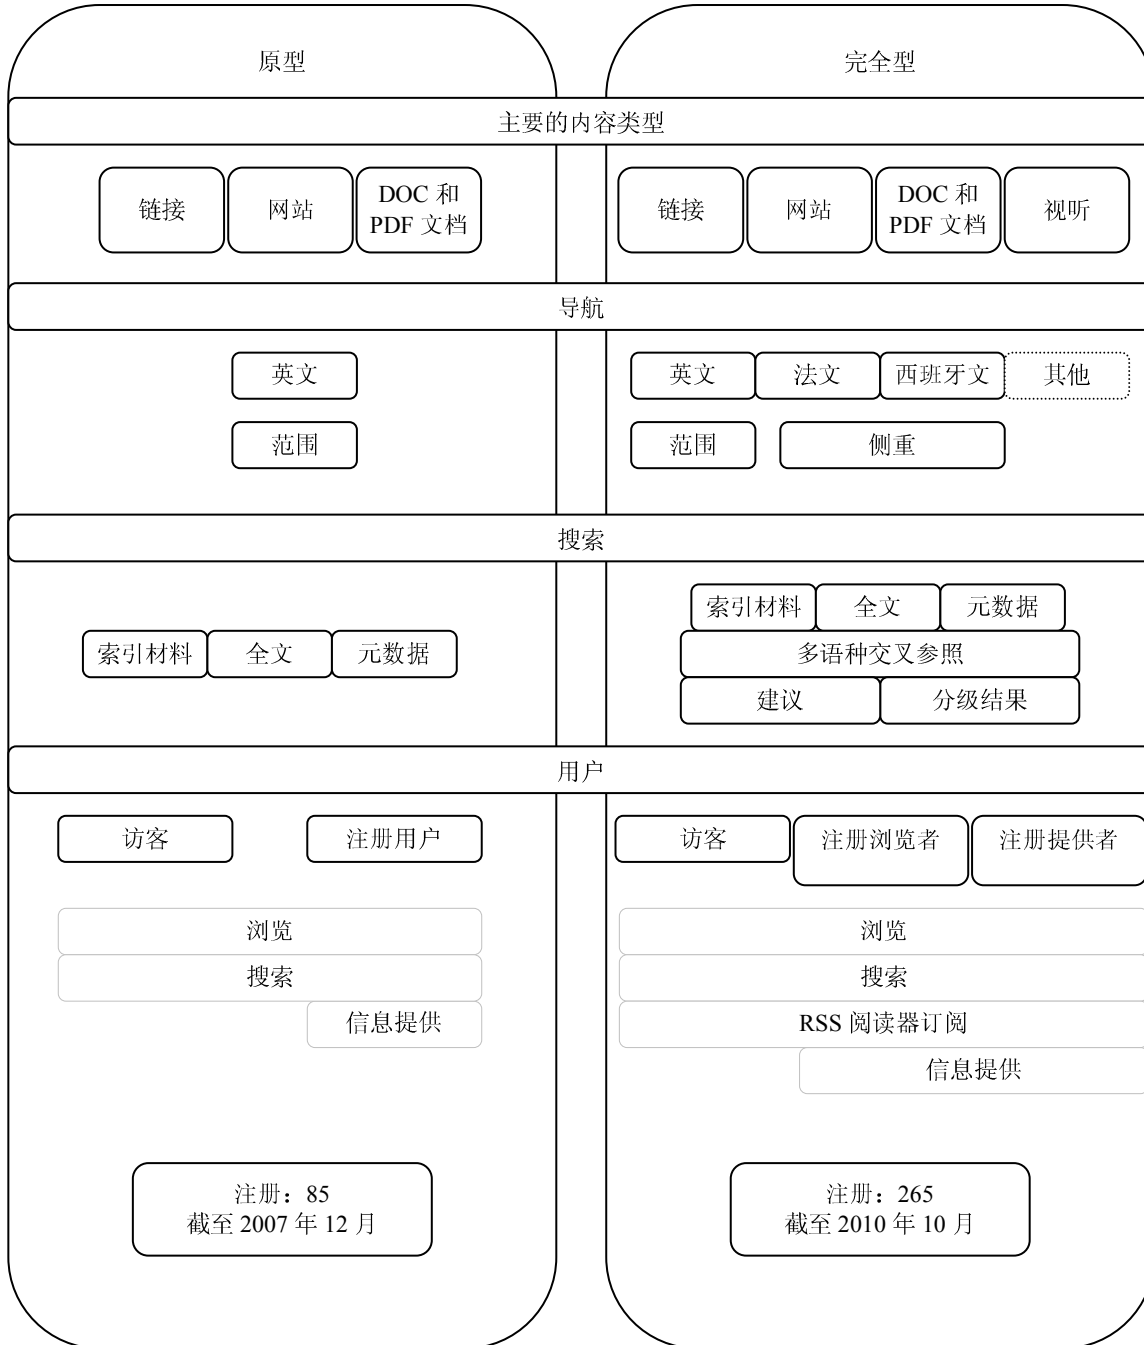 原型
完全型
主要的内容类型
链接
网站
DOC 和
PDF 文档
链接
网站
DOC 和
PDF 文档
视听
导航
英文
范围
英文
法文
西班牙文
其他
范围
侧重
搜索
索引材料
全文
元数据
索引材料
全文
元数据
多语种交叉参照
建议
分级结果
用户
访客
注册用户
浏览
搜索
信息提供
访客
注册浏览者
注册提供者
浏览
搜索
RSS 阅读器订阅
信息提供
注册：85
截至 2007 年 12 月
注册：265
截至 2010 年 10 月